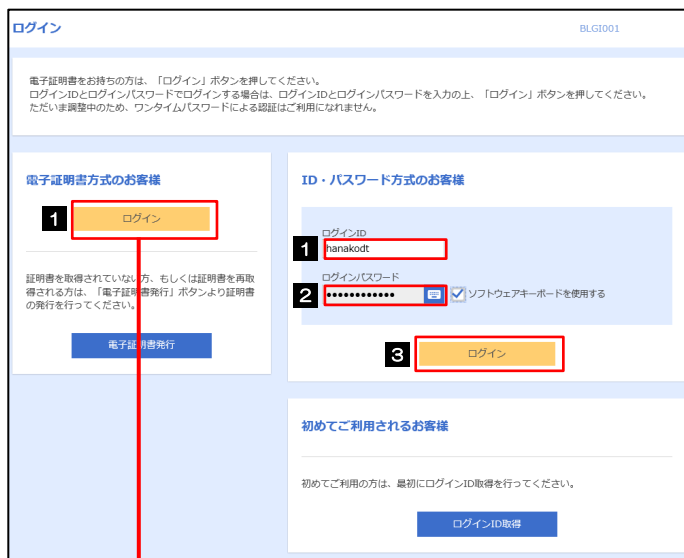 ログイン
BLGI001
電子証明書をお持ちの方は、「ログイン」ボタンを押してください。
ログインIDとログインパスワードでログインする場合は、ログインIDとログインパスワードを入力の上、「ログイン」ボタンを押してください。
ただいま調整中のため、ワンタイムパスワードによる認証はご利用になれません。
電子証明書方式のお客様
1 ログイン
証明書を取得されていない方、もしくは証明書を再取
得される方は、「電子証明書発行」ボタンより証明書
の発行を行ってください。
電子証明書発行
ID・パスワード方式のお客様
ログインID
1 hanakodt
ログインパスワード
2 ●●●●●●●●●●●● ソフトウェアキーボードを使用する
3 ログイン
初めてご利用されるお客様
初めてご利用の方は、最初にログインID取得を行ってください。
ログインID取得